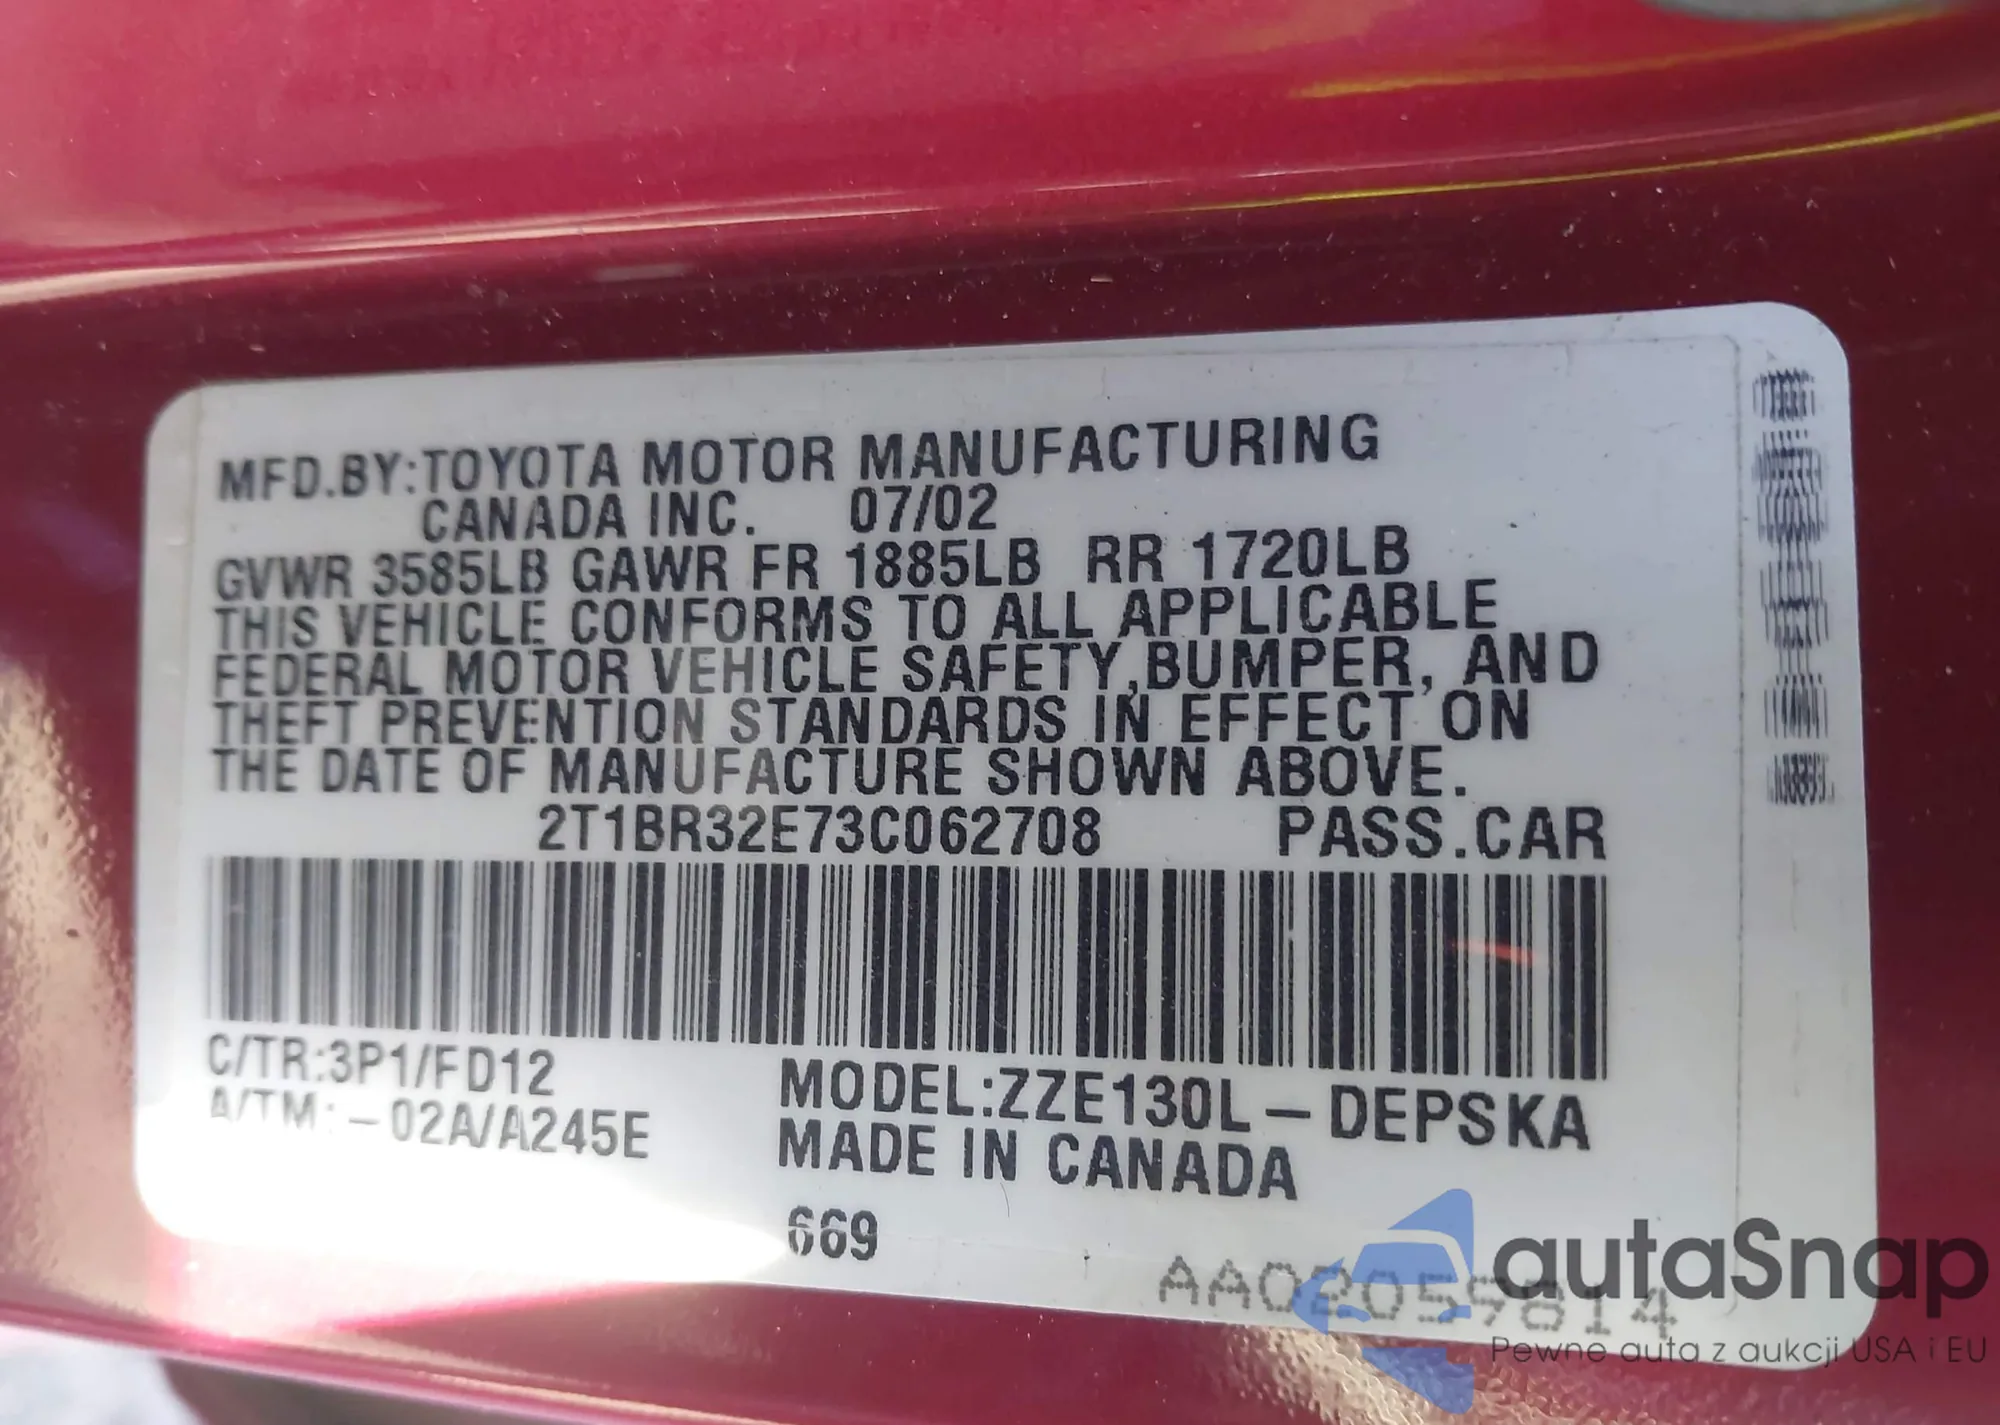 MFD.BY:TOYOTA MOTOR MANUFACTURING
CANADA INC. 07/02
GVWR 3585LB GAWR FR 1885LB RR 1720LB
THIS VEHICLE CONFORMS TO ALL APPLICABLE
FEDERAL MOTOR VEHICLE SAFETY,BUMPER, AND
THEFT PREVENTION STANDARDS IN EFFECT ON
THE DATE OF MANUFACTURE SHOWN ABOVE.
2T1BR32E73C062708 PASS.CAR
C/TR:3P1/FD12
A/TM:-02A/A245E
MODEL:ZZE130L-DEPSKA
MADE IN CANADA
669
AA02059814
autaSnap
Pewne auta z aukcji USA i EU